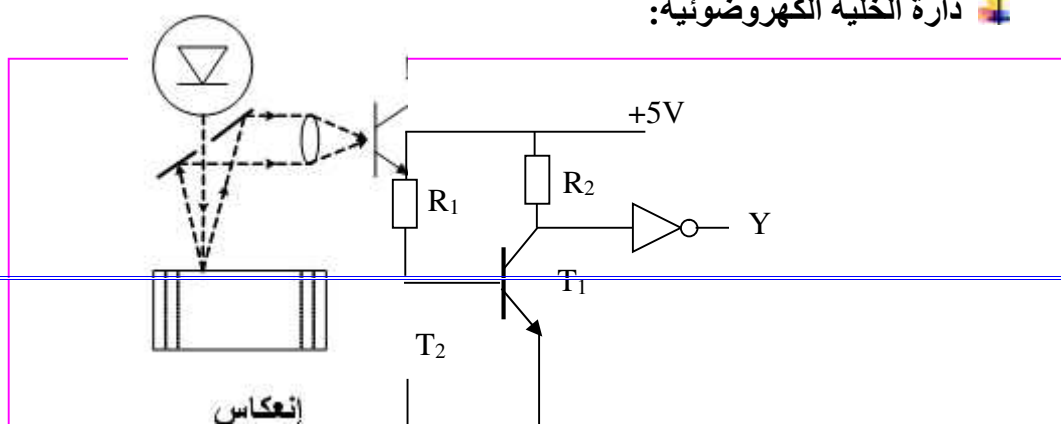 دارة الخلية الكهروضوئية:
+5V
R₂
R₁
Y
T₁
T₂
إنعكاس